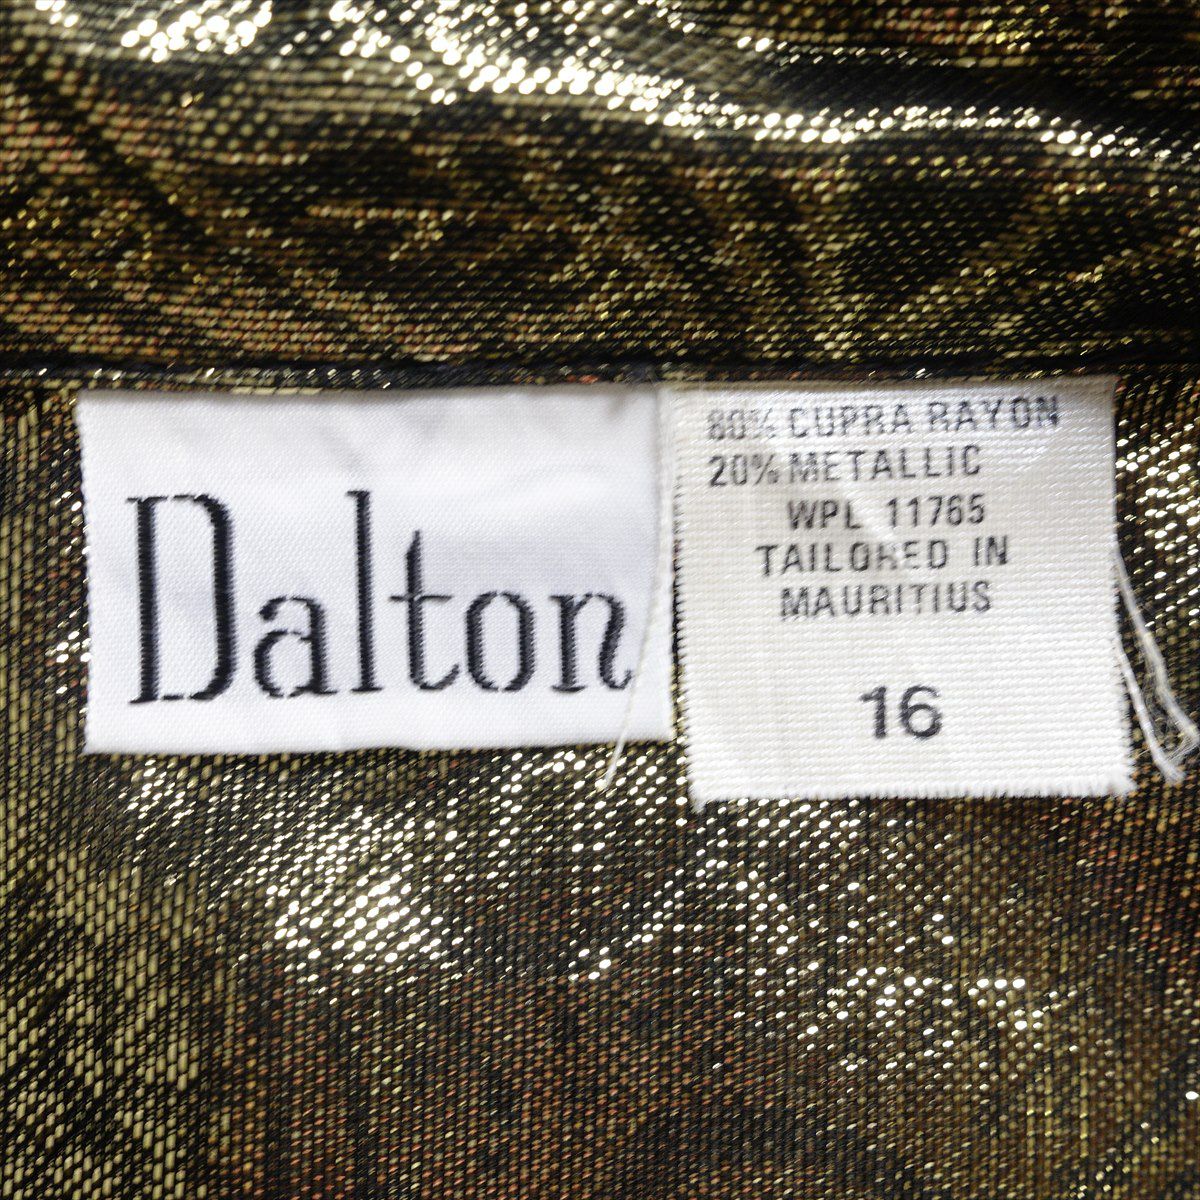 Dalton
80% CUPRA RAYON
20% METALLIC
WPL 11765
TAILORED IN
MAURITIUS
16